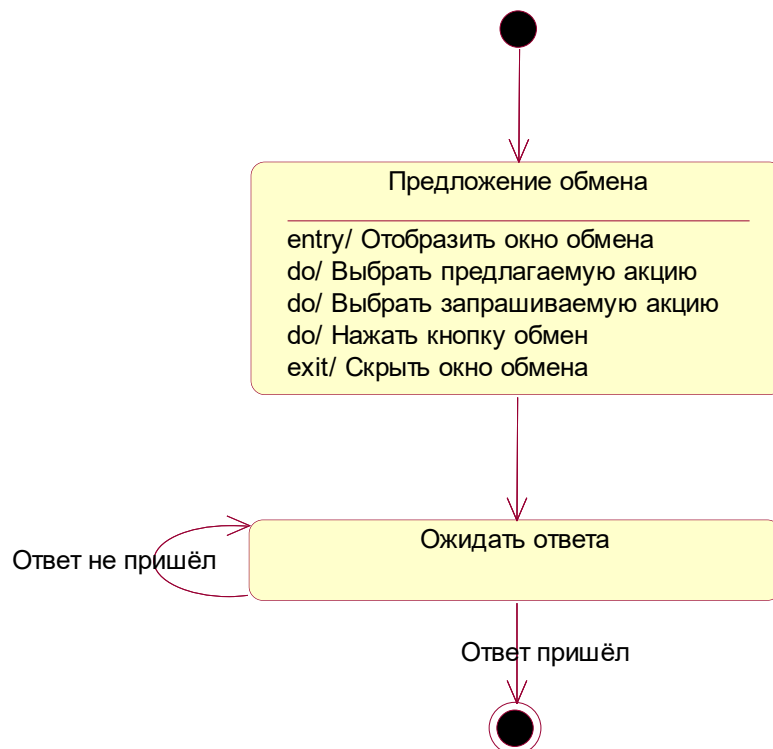 Предложение обмена
entry/ Отобразить окно обмена
do/ Выбрать предлагаемую акцию
do/ Выбрать запрашиваемую акцию
do/ Нажать кнопку обмен
exit/ Скрыть окно обмена
Ожидать ответа
Ответ не пришёл
Ответ пришёл